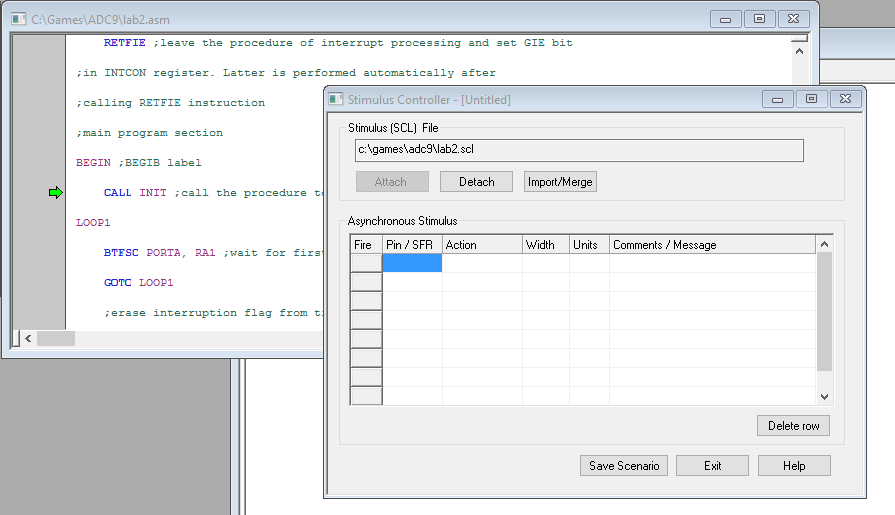 C:\Games\ADC9\lab2.asm
RETFIE ;leave the procedure of interrupt processing and set GIE bit
;in INTCON register. Latter is performed automatically after
;calling RETFIE instruction
;main program section
BEGIN ;BEGIB label
CALL INIT ;call the procedure to
LOOP1
BTFSC PORTA, RA1 ;wait for first
GOTO LOOP1
;erase interruption flag from
Stimulus Controller - [Untitled]
Stimulus (SCL) File
c:\games\adc9\lab2.scl
Attach Detach Import/Merge
Asynchronous Stimulus
Fire Pin / SFR Action Width Units Comments / Message
Delete row
Save Scenario Exit Help